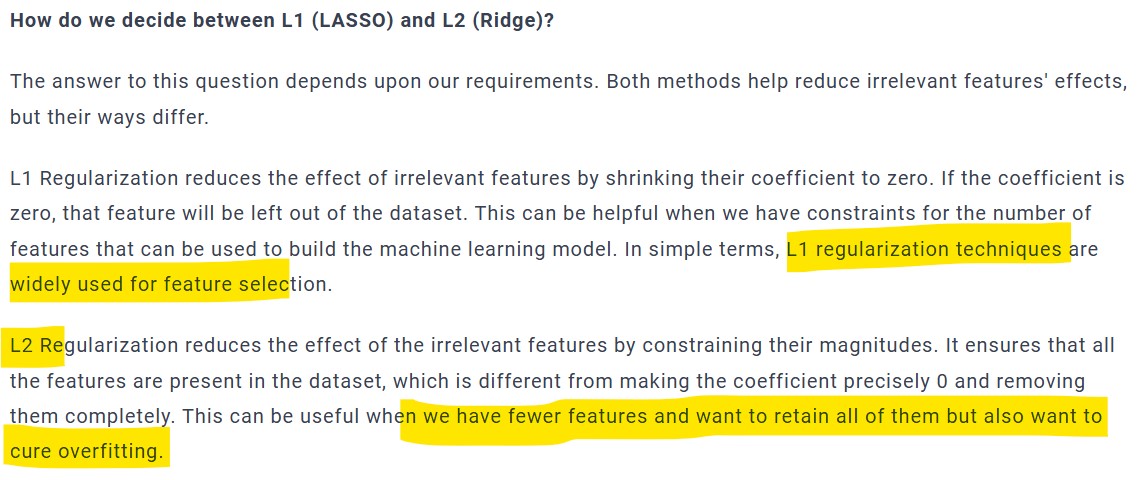 How do we decide between L1 (LASSO) and L2 (Ridge)?
The answer to this question depends upon our requirements. Both methods help reduce irrelevant features' effects,
but their ways differ.
L1 Regularization reduces the effect of irrelevant features by shrinking their coefficient to zero. If the coefficient is
zero, that feature will be left out of the dataset. This can be helpful when we have constraints for the number of
features that can be used to build the machine learning model. In simple terms, L1 regularization techniques are
widely used for feature selection.
L2 Regularization reduces the effect of the irrelevant features by constraining their magnitudes. It ensures that all
the features are present in the dataset, which is different from making the coefficient precisely 0 and removing
them completely. This can be useful when we have fewer features and want to retain all of them but also want to
cure overfitting.